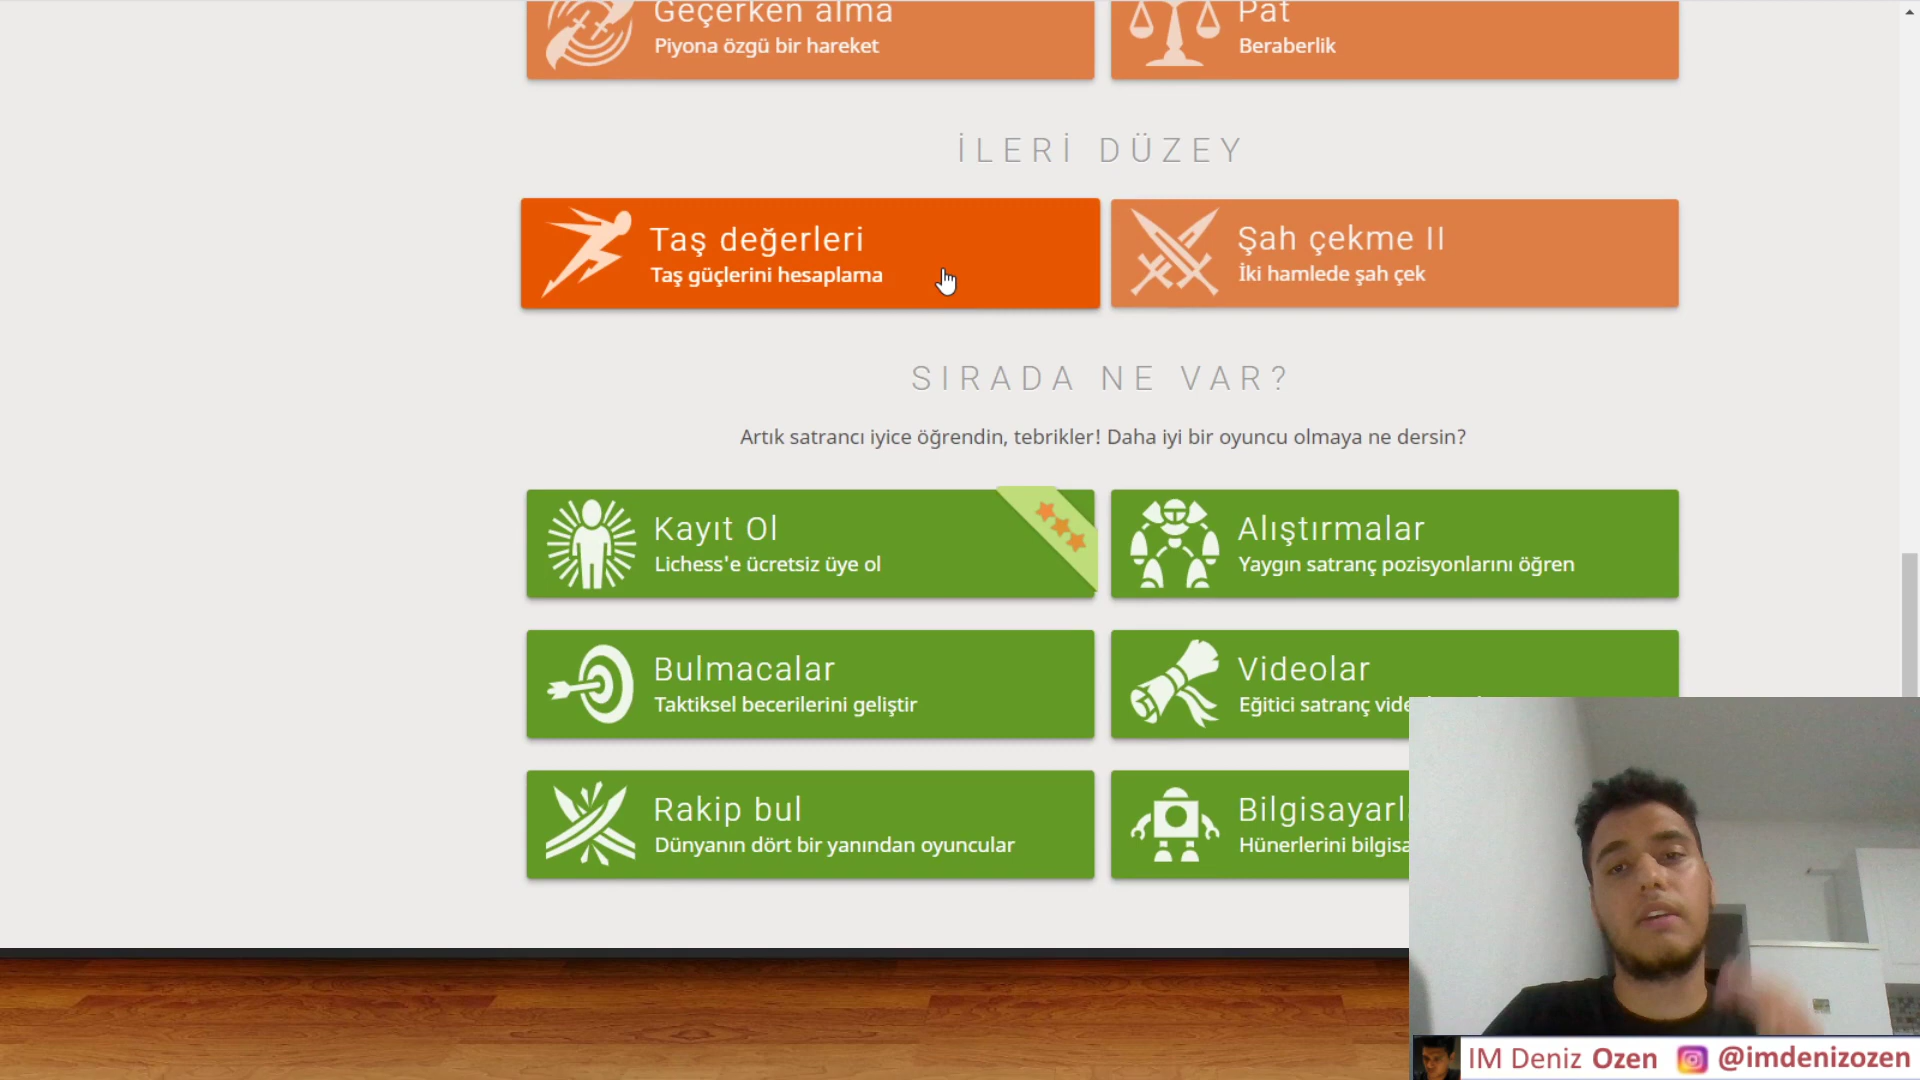 Geçerken alma
Piyona özgü bir hareket
Pat
Beraberlik
İLERİ DÜZEY
Taş değerleri
Taş güçlerini hesaplama
Şah çekme II
İki hamlede şah çek
SIRADA NE VAR?
Artık satrancı iyice öğrendin, tebrikler! Daha iyi bir oyuncu olmaya ne dersin?
Kayıt Ol
Lichess'e ücretsiz üye ol
Alıştırmalar
Yaygın satranç pozisyonlarını öğren
Bulmacalar
Taktiksel becerilerini geliştir
Videolar
Eğitici satranç vide
Rakip bul
Dünyanın dört bir yanından oyuncular
Bilgisayarl
Hünerlerini bilgisa
IM Deniz Ozen @imdenizozen